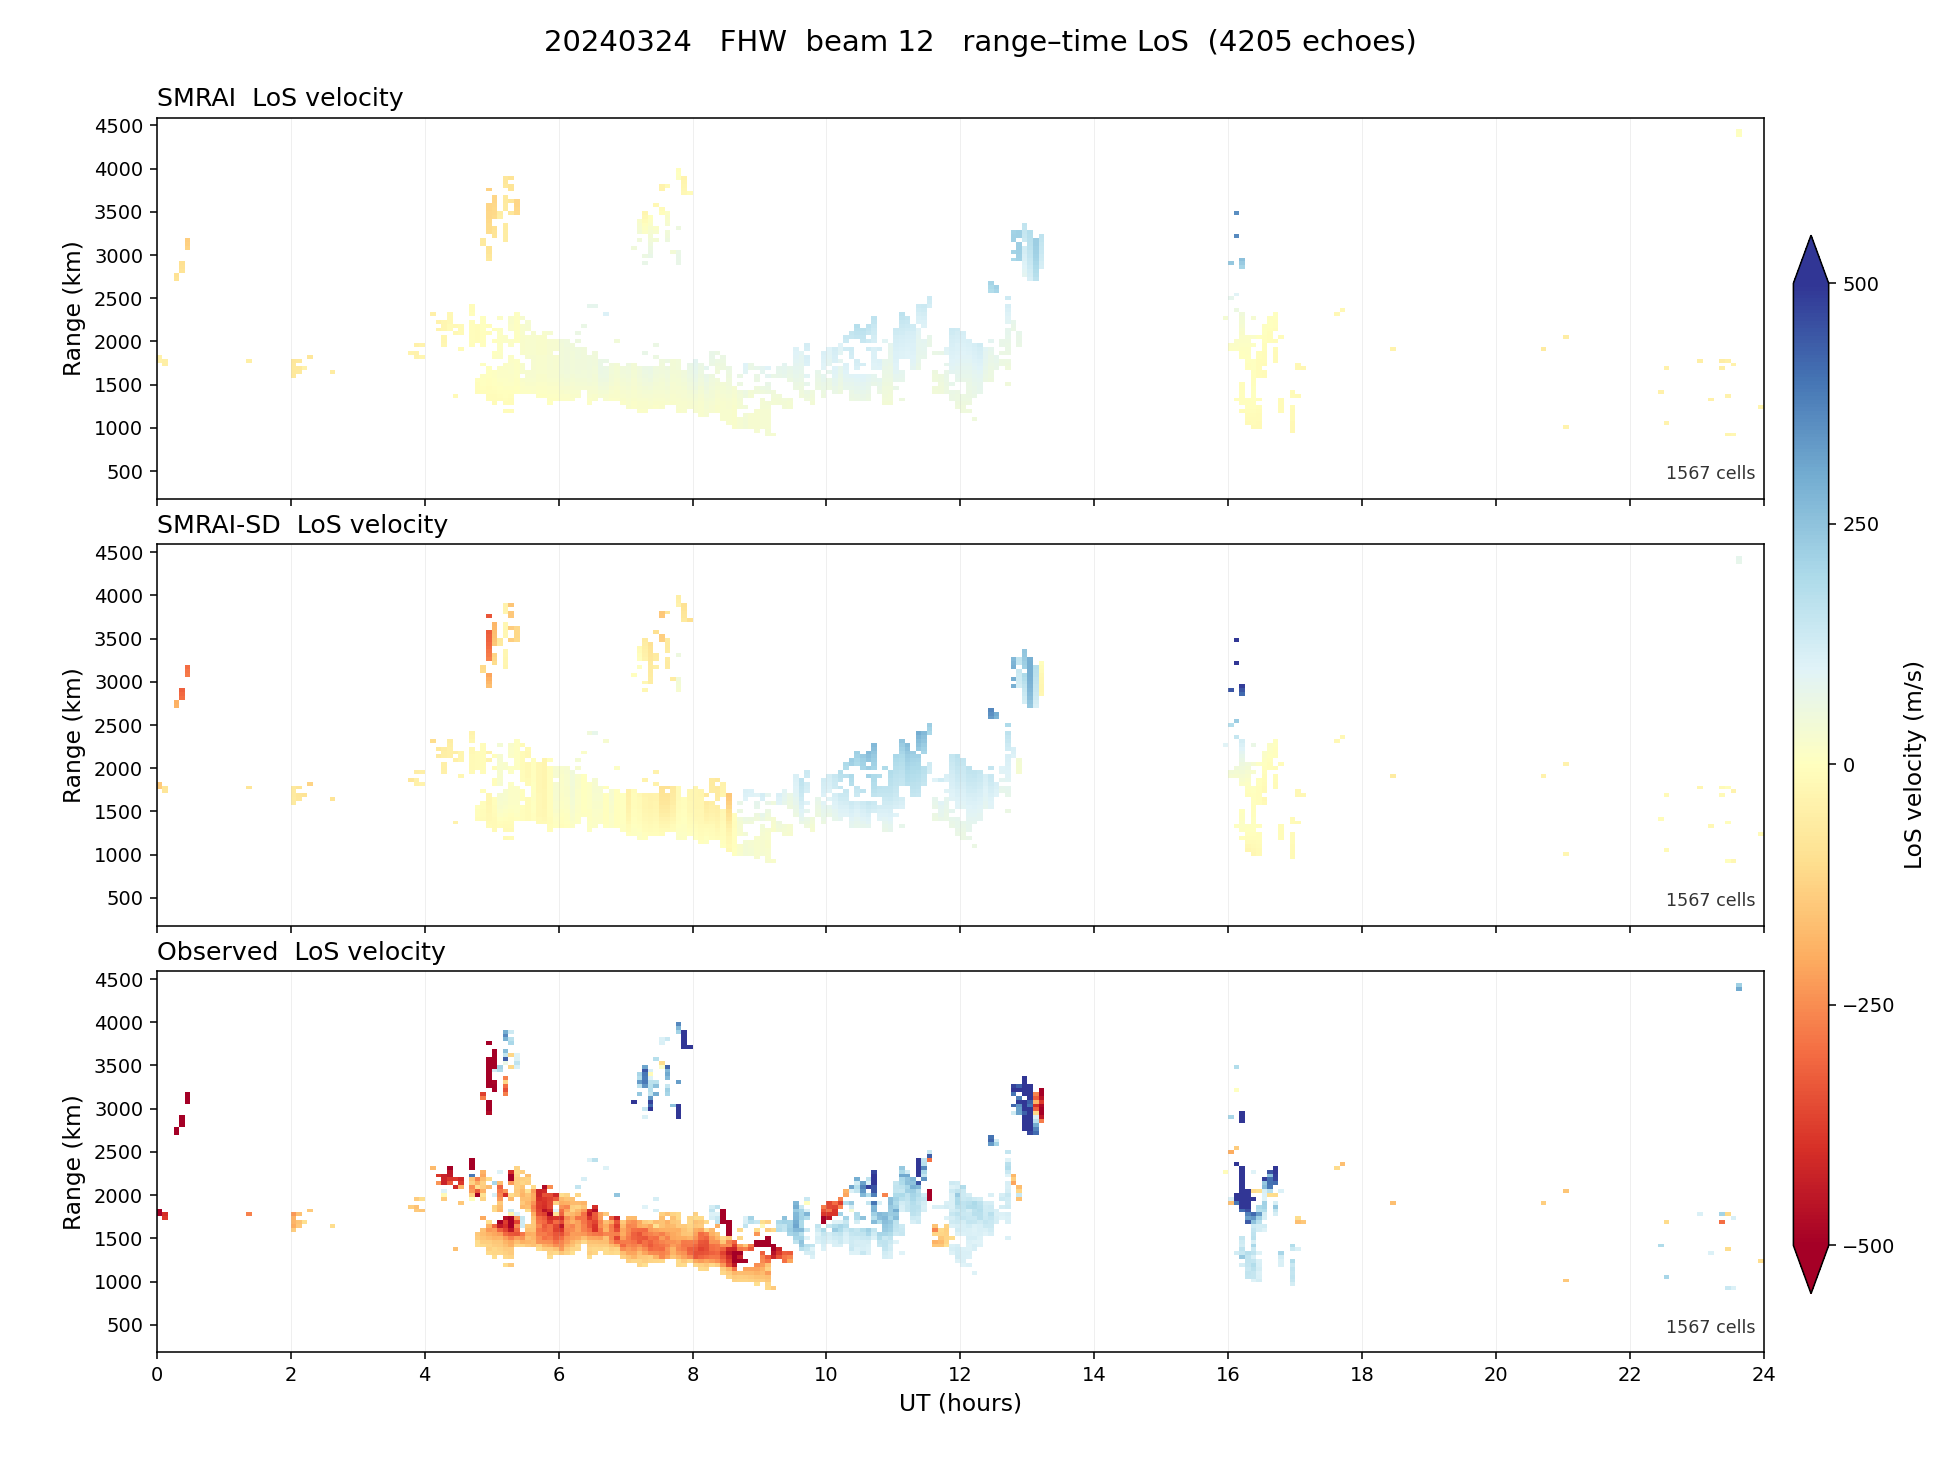 20240324   FHW  beam 12   range–time LoS  (4205 echoes)
SMRAI  LoS velocity
4500
4000
3500
3000
2500
2000
1500
1000
500
Range (km)
1567 cells
SMRAI-SD  LoS velocity
4500
4000
3500
3000
2500
2000
1500
1000
500
Range (km)
1567 cells
Observed  LoS velocity
4500
4000
3500
3000
2500
2000
1500
1000
500
Range (km)
1567 cells
0 2 4 6 8 10 12 14 16 18 20 22 24
UT (hours)
500
250
0
−250
−500
LoS velocity (m/s)